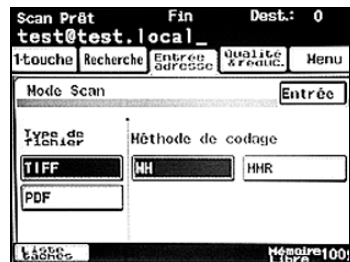 Scan Prêt Fin Dest.: 0
test@test.local_
1-touche Recherche Entrée adresse Qualité & réduc. Menu
Mode Scan Entrée
Type de fichier Méthode de codage
TIFF MH MMR
PDF
Liste tâches Mémoire Libre 100